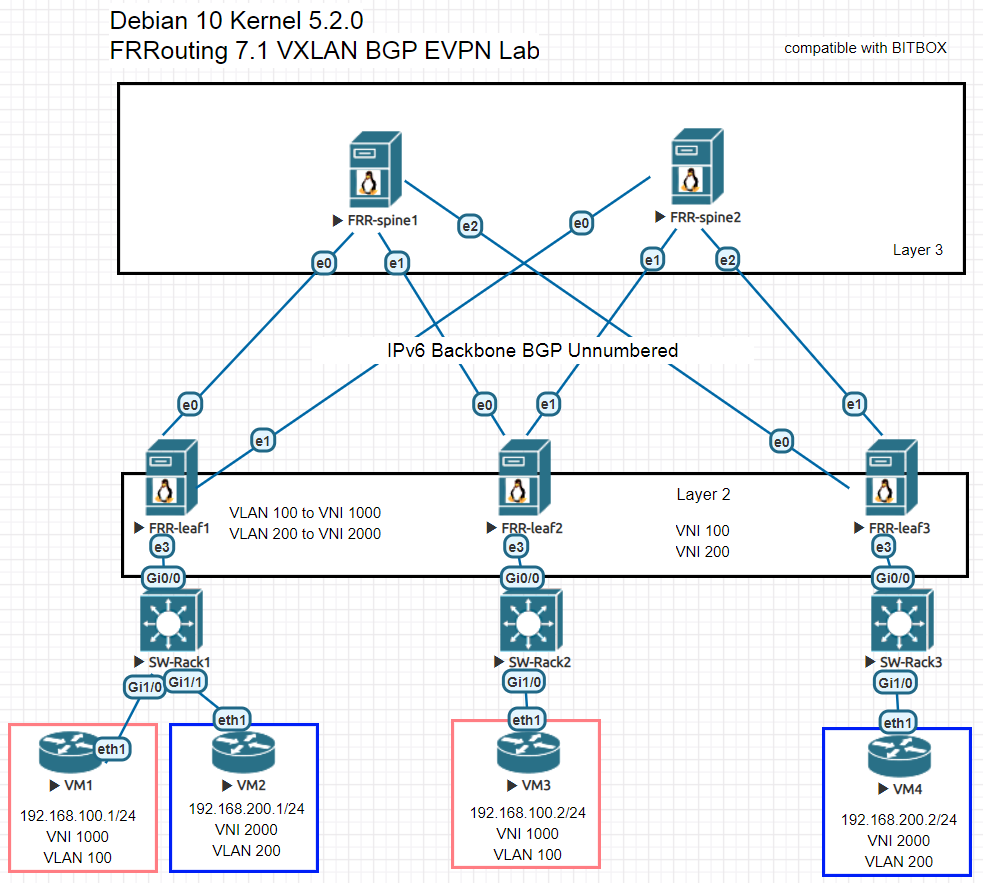 Debian 10 Kernel 5.2.0
FRRouting 7.1 VXLAN BGP EVPN Lab
compatible with BITBOX
FRR-spine1
FRR-spine2
e2
e0
Layer 3
e0
e1
e1
e2
IPv6 Backbone BGP Unnumbered
e0
e0
e1
e1
e1
e0
Layer 2
VLAN 100 to VNI 1000
VLAN 200 to VNI 2000
FRR-leaf1
FRR-leaf2
FRR-leaf3
VNI 100
VNI 200
e3
e3
e3
Gi0/0
Gi0/0
Gi0/0
SW-Rack1
SW-Rack2
SW-Rack3
Gi1/0
Gi1/1
Gi1/0
Gi1/0
eth1
eth1
eth1
eth1
VM1
192.168.100.1/24
VNI 1000
VLAN 100
VM2
192.168.200.1/24
VNI 2000
VLAN 200
VM3
192.168.100.2/24
VNI 1000
VLAN 100
VM4
192.168.200.2/24
VNI 2000
VLAN 200